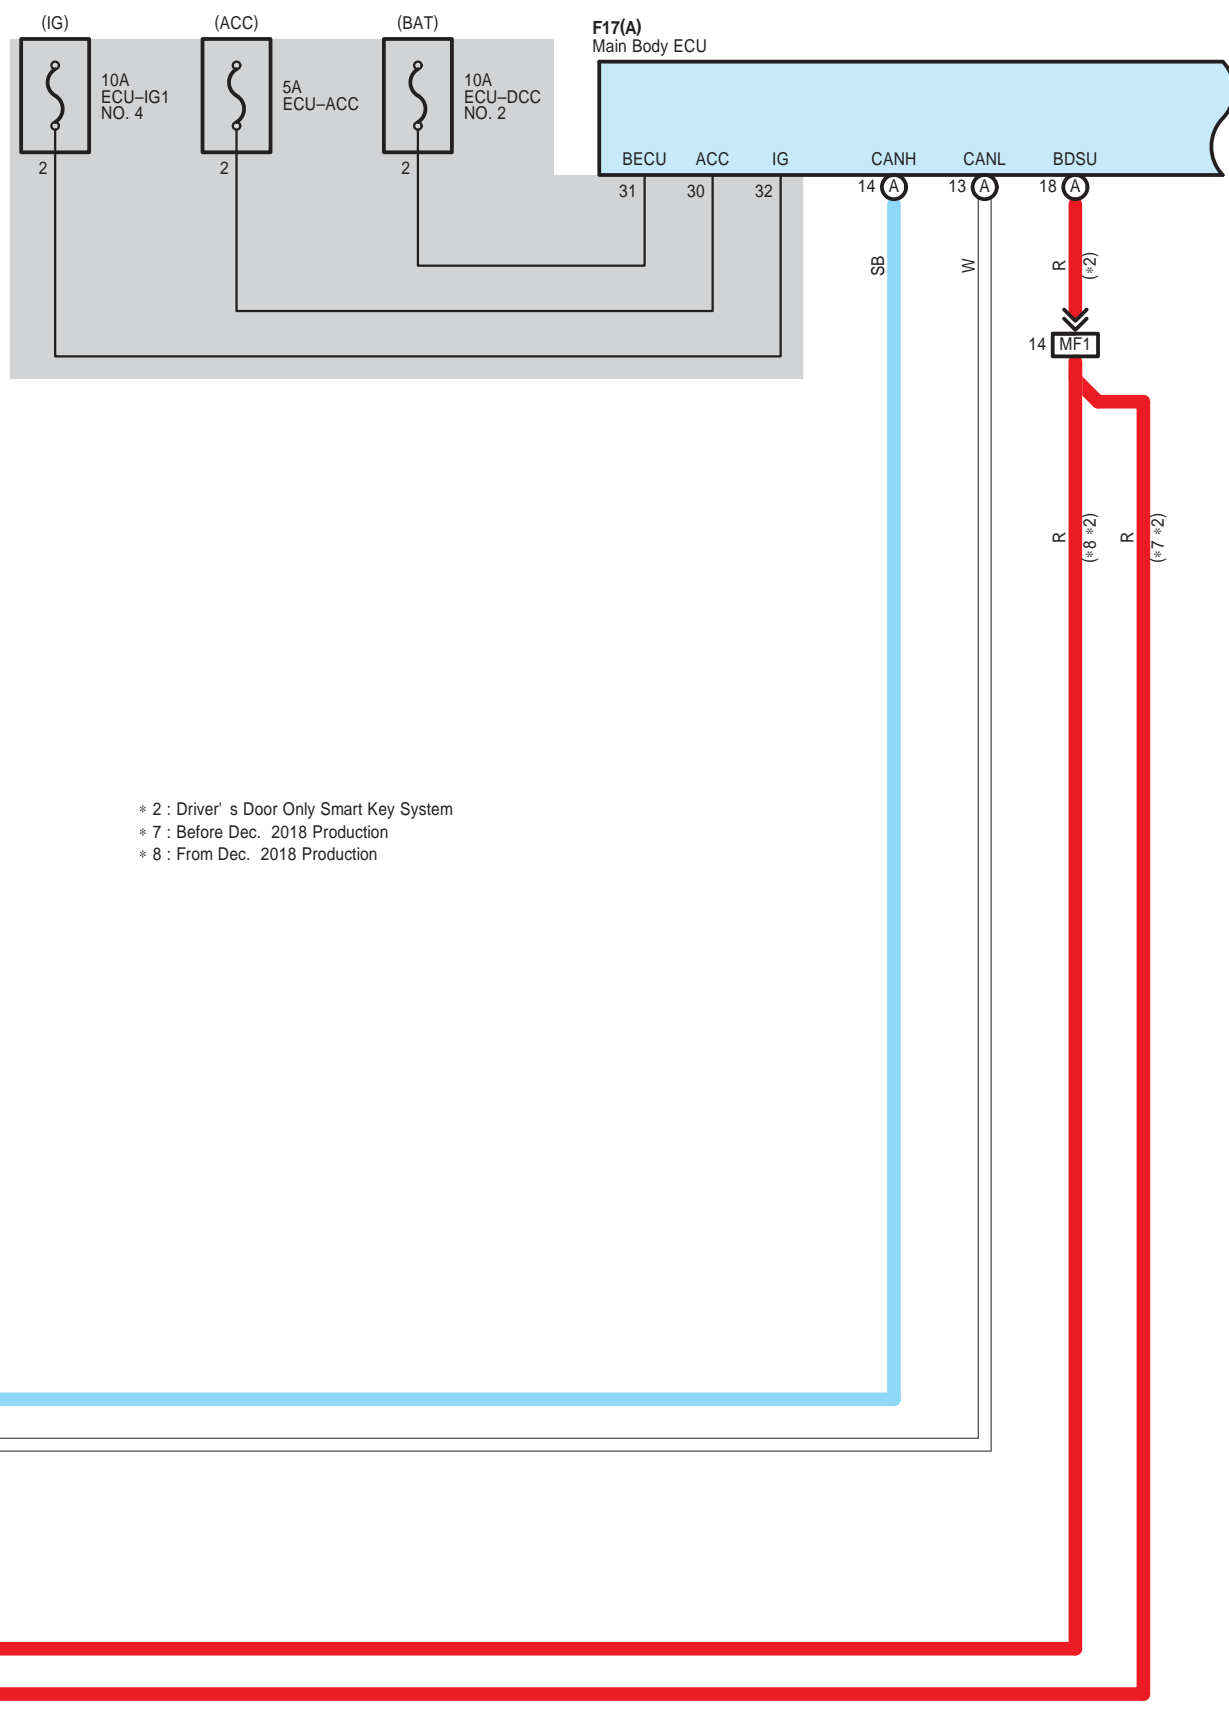 (IG)
(ACC)
(BAT)
F17(A)
Main Body ECU
10A
ECU–IG1
NO. 4
5A
ECU–ACC
10A
ECU–DCC
NO. 2
2
2
2
BECU
ACC
IG
CANH
CANL
BDSU
31
30
32
14
A
13
A
18
A
SB
W
R
(*2)
14
MF1
R
(*8 *2)
R
(*7 *2)
* 2 : Driver' s Door Only Smart Key System
* 7 : Before Dec. 2018 Production
* 8 : From Dec. 2018 Production